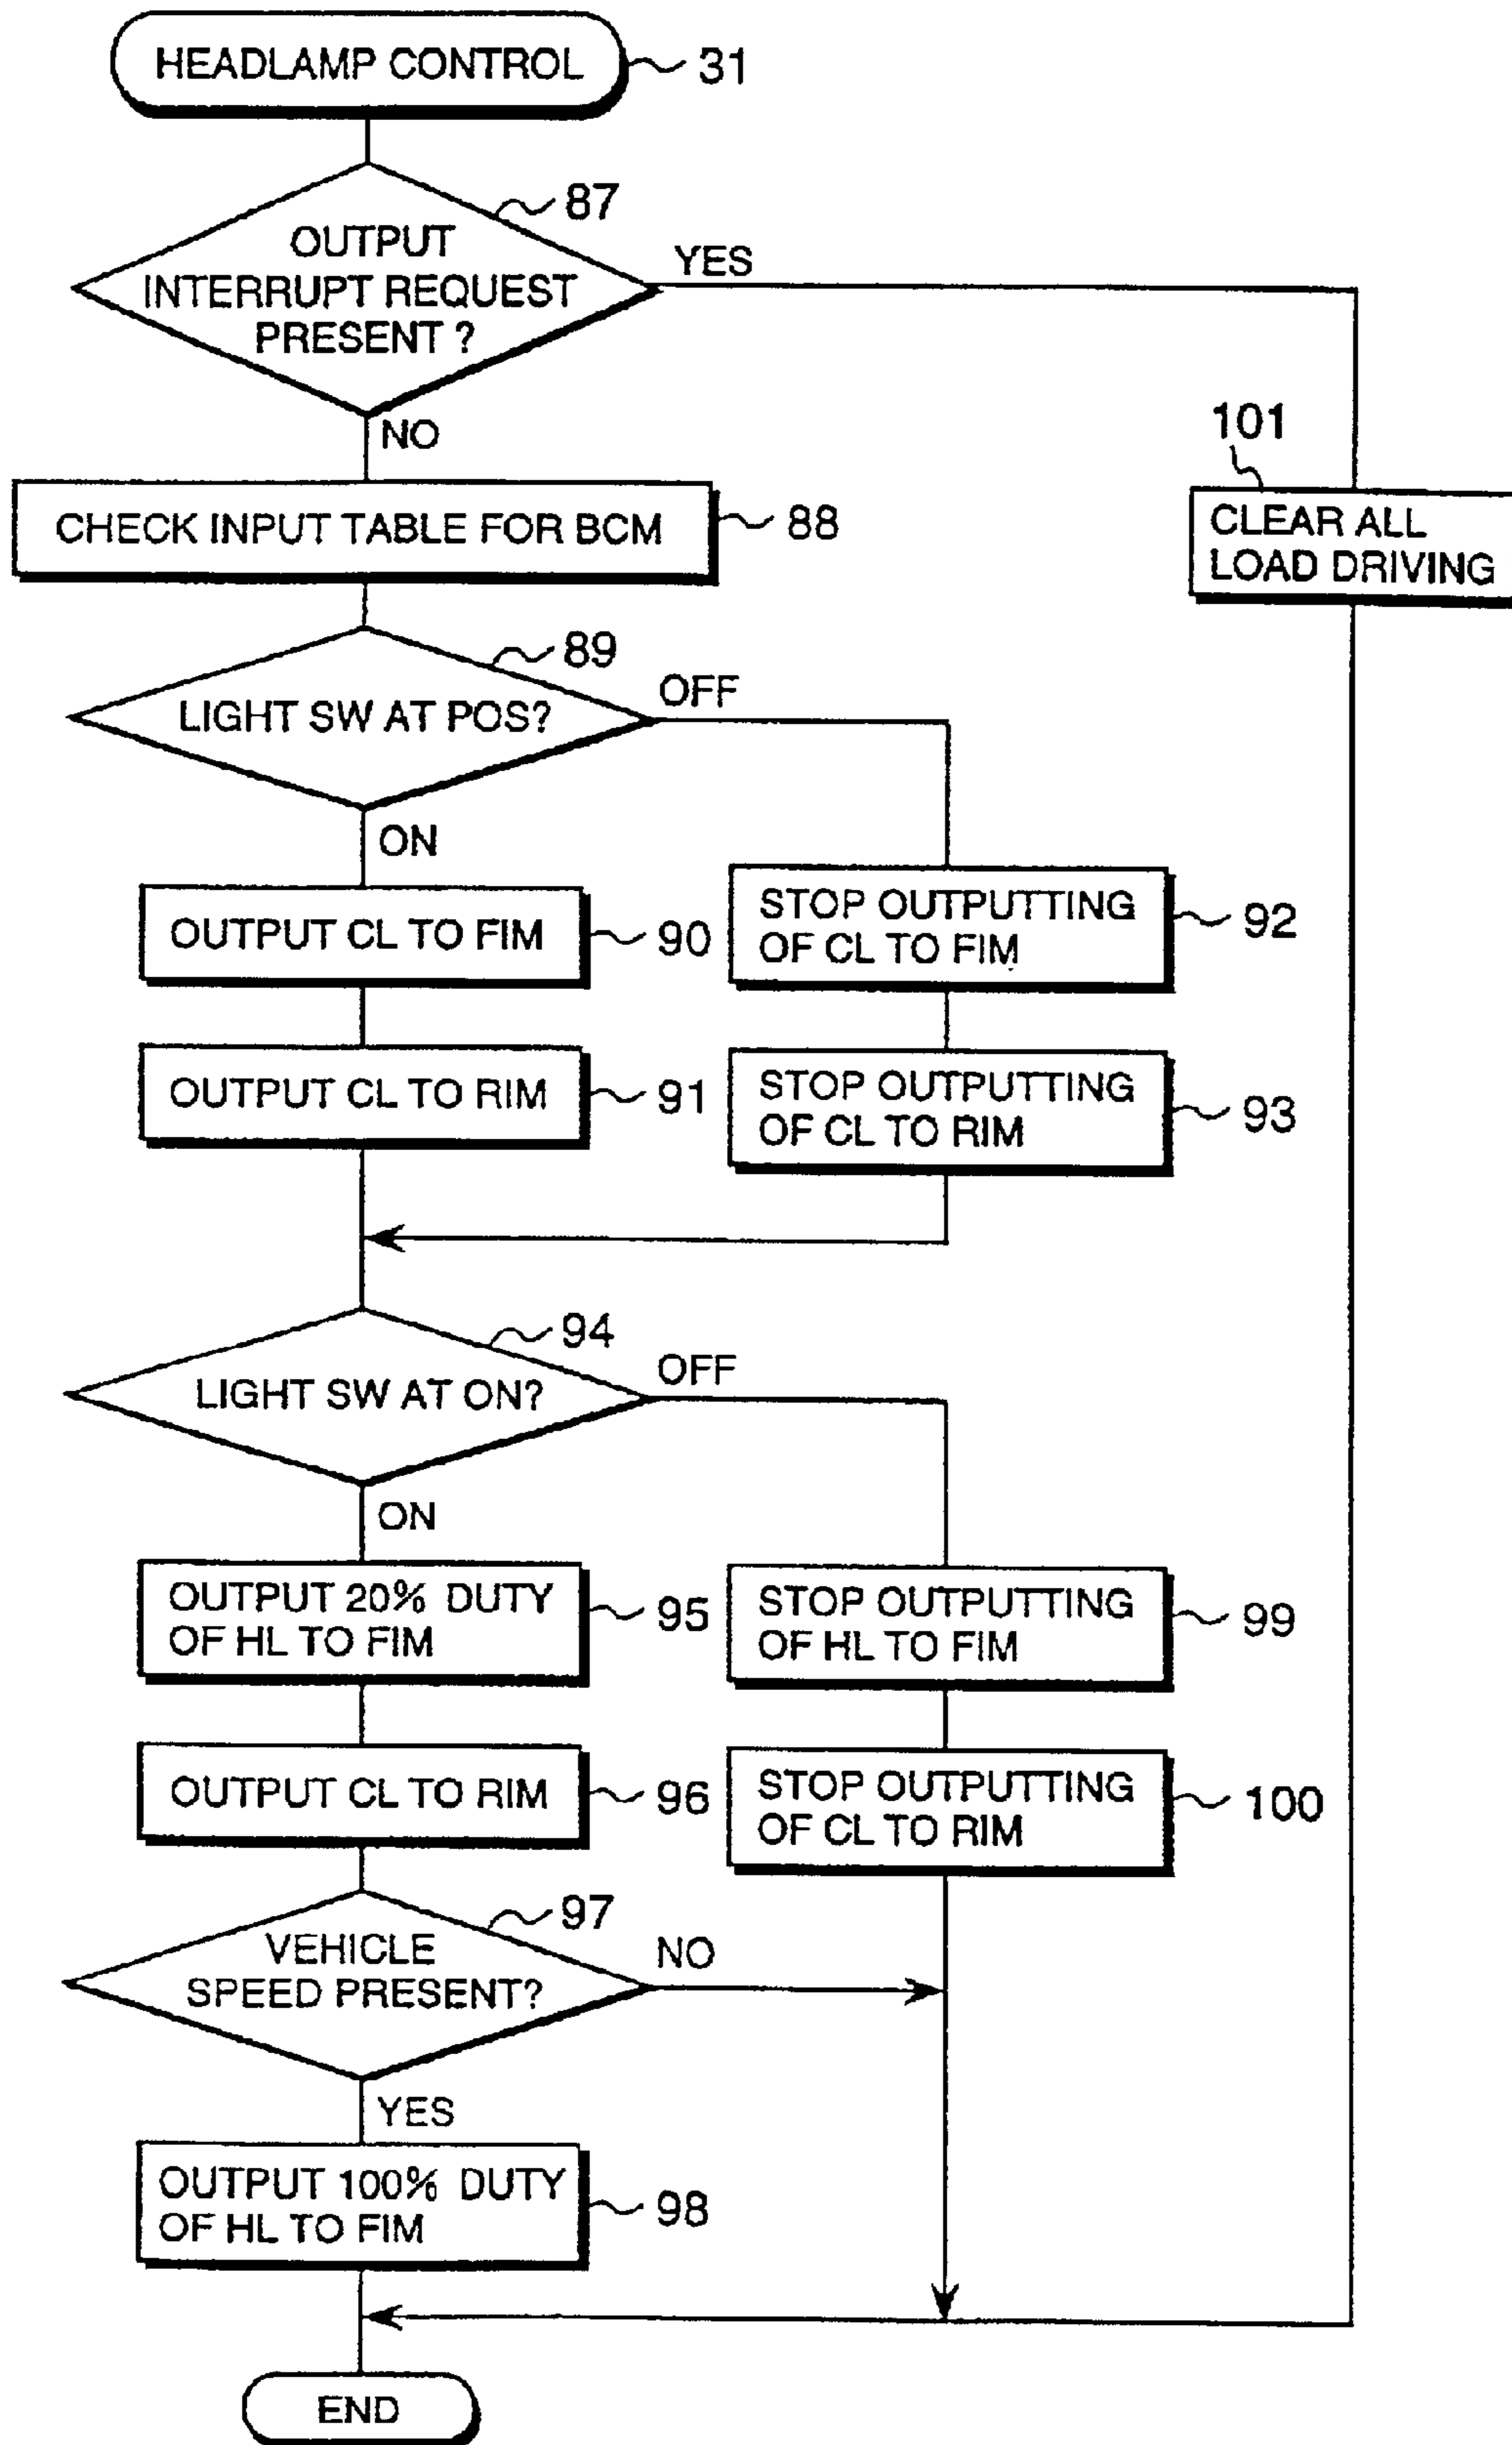 HEADLAMP CONTROL
31
87
OUTPUT
INTERRUPT REQUEST
PRESENT ?
YES
NO
101
CLEAR ALL
LOAD DRIVING
CHECK INPUT TABLE FOR BCM
88
89
LIGHT SW AT POS?
OFF
ON
OUTPUT CL TO FIM
90
STOP OUTPUTTING
OF CL TO FIM
92
OUTPUT CL TO RIM
91
STOP OUTPUTTING
OF CL TO RIM
93
94
LIGHT SW AT ON?
OFF
ON
OUTPUT 20% DUTY
OF HL TO FIM
95
STOP OUTPUTTING
OF HL TO FIM
99
OUTPUT CL TO RIM
96
STOP OUTPUTTING
OF CL TO RIM
100
97
VEHICLE
SPEED PRESENT?
NO
YES
OUTPUT 100% DUTY
OF HL TO FIM
98
END